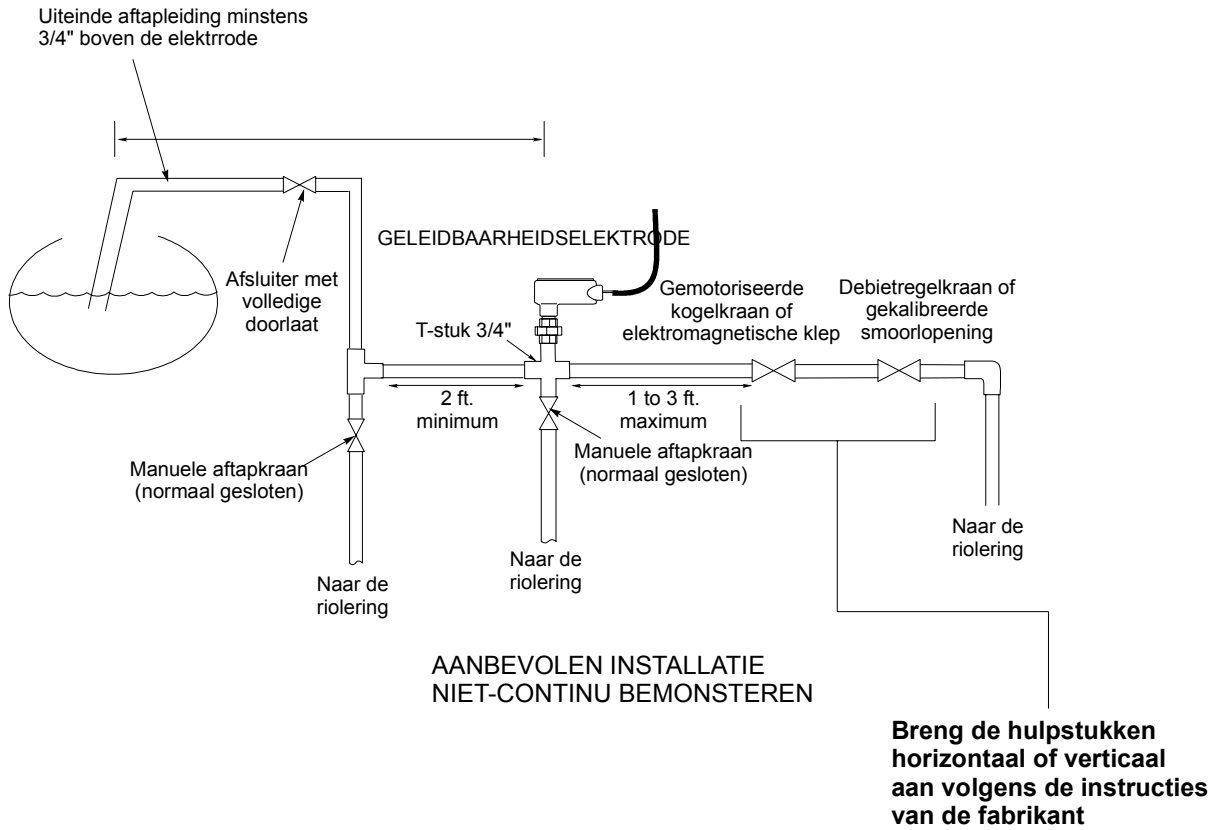 Uiteinde aftapleiding minstens
3/4" boven de elektrrode
GELEIDBAARHEIDSELEKTRODE
Afsluiter met
volledige
doorlaat
T-stuk 3/4"
Gemotoriseerde
kogelkraan of
elektromagnetische klep
Debietregelkraan of
gekalibreerde
smoorlopening
2 ft.
minimum
1 to 3 ft.
maximum
Manuele aftapkraan
(normaal gesloten)
Manuele aftapkraan
(normaal gesloten)
Naar de
riolering
Naar de
riolering
Naar de
riolering
AANBEVOLEN INSTALLATIE
NIET-CONTINU BEMONSTEREN
Breng de hulpstukken
horizontaal of verticaal
aan volgens de instructies
van de fabrikant